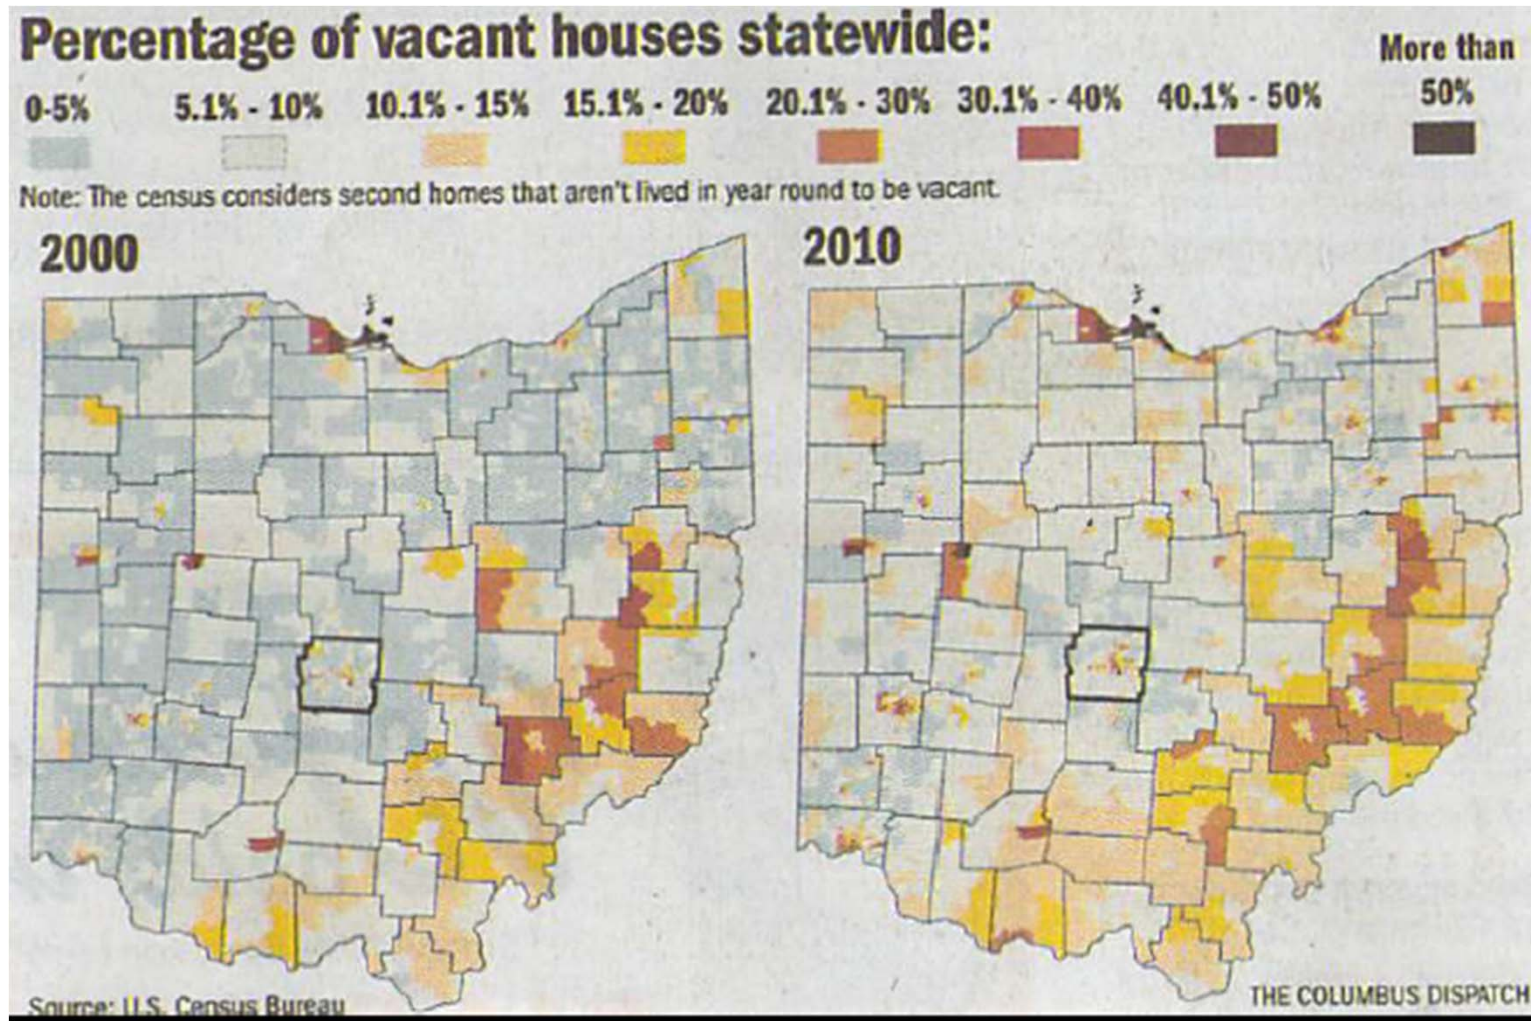 Percentage of vacant houses statewide:
0-5%
5.1% - 10%
10.1% - 15%
15.1% - 20%
20.1% - 30%
30.1% - 40%
40.1% - 50%
More than
50%
Note: The census considers second homes that aren't lived in year round to be vacant.
2000
2010
Source: U.S. Census Bureau
THE COLUMBUS DISPATCH